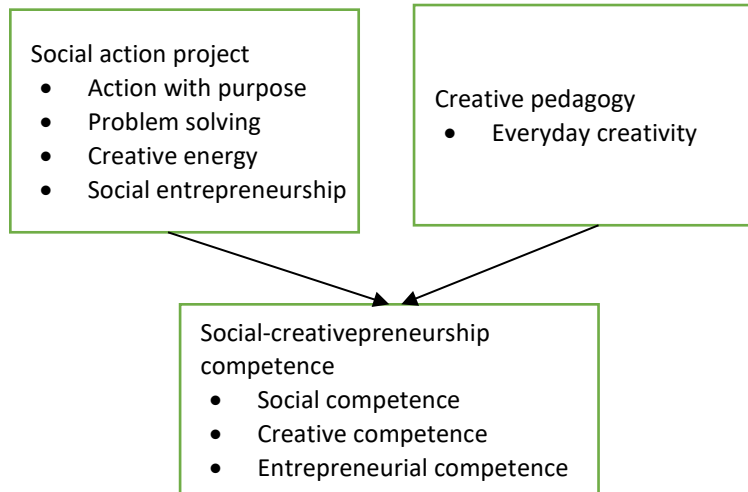 Social action project
• Action with purpose
• Problem solving
• Creative energy
• Social entrepreneurship
Creative pedagogy
• Everyday creativity
Social-creativepreneurship
competence
• Social competence
• Creative competence
• Entrepreneurial competence